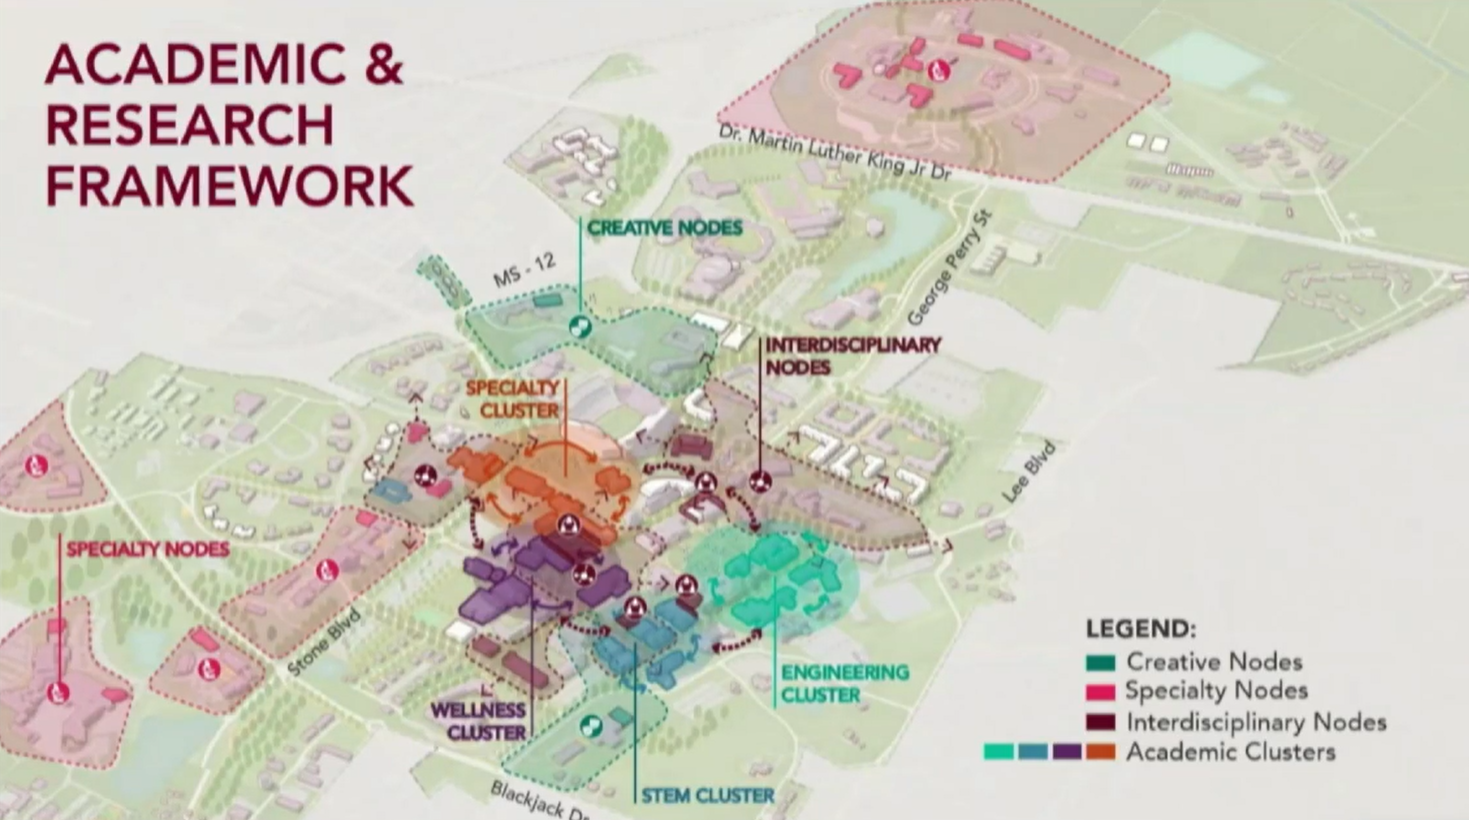 ACADEMIC &
RESEARCH
FRAMEWORK
Dr. Martin Luther King Jr Dr
CREATIVE NODES
MS - 12
George Perry St
INTERDISCIPLINARY
NODES
SPECIALTY
CLUSTER
Lee Blvd
SPECIALTY NODES
Stone Blvd
ENGINEERING
CLUSTER
WELLNESS
CLUSTER
STEM CLUSTER
Blackjack Dr
LEGEND:
Creative Nodes
Specialty Nodes
Interdisciplinary Nodes
Academic Clusters